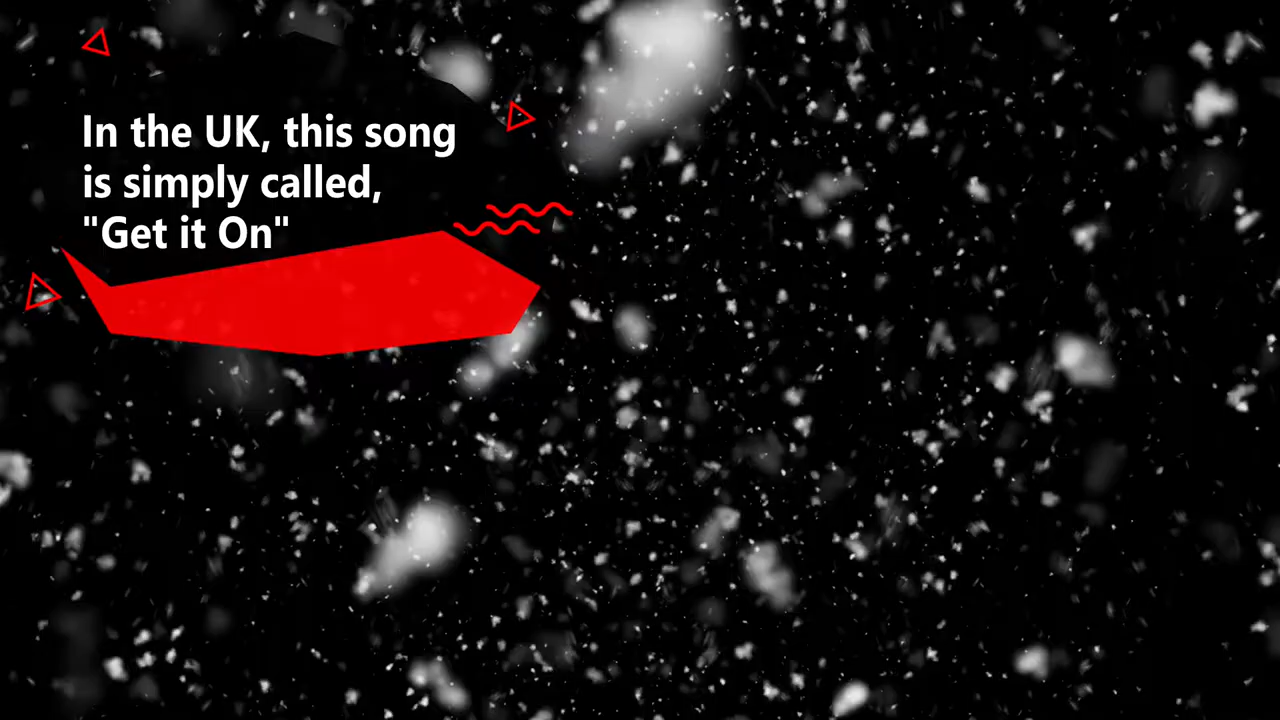 In the UK, this song
is simply called,
"Get it On"